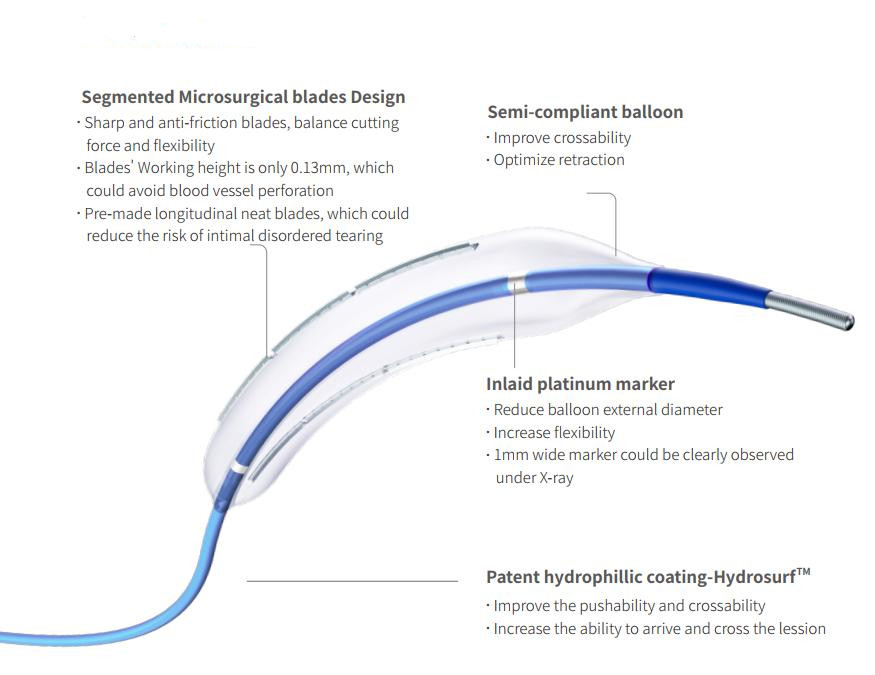 Segmented Microsurgical blades Design
· Sharp and anti-friction blades, balance cutting
force and flexibility
· Blades' Working height is only 0.13mm, which
could avoid blood vessel perforation
· Pre-made longitudinal neat blades, which could
reduce the risk of intimal disordered tearing
Semi-compliant balloon
· Improve crossability
· Optimize retraction
Inlaid platinum marker
· Reduce balloon external diameter
· Increase flexibility
· 1mm wide marker could be clearly observed
under X-ray
Patent hydrophillic coating-Hydrosurf™
· Improve the pushability and crossability
· Increase the ability to arrive and cross the lession